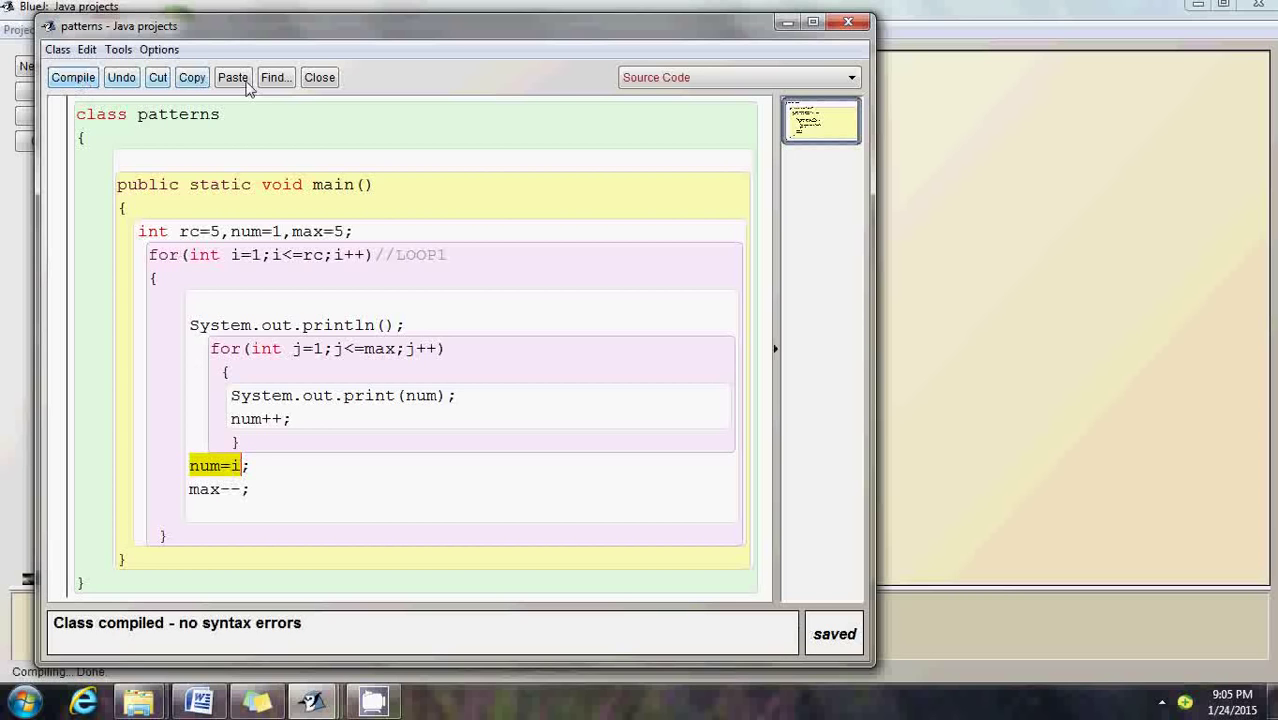 BlueJ: Java projects
Proje
patterns - Java projects
Class Edit Tools Options
Ne
Compile Undo Cut Copy Paste Find... Close
Source Code
class patterns
{
public static void main()
{
int rc=5,num=1,max=5;
for(int i=1;i<=rc;i++)//LOOP1
{
System.out.println();
for(int j=1;j<=max;j++)
{
System.out.print(num);
num++;
}
num=i;
max--;
}
}
}
Class compiled - no syntax errors
saved
Compiling... Done.
9:05 PM
1/24/2015